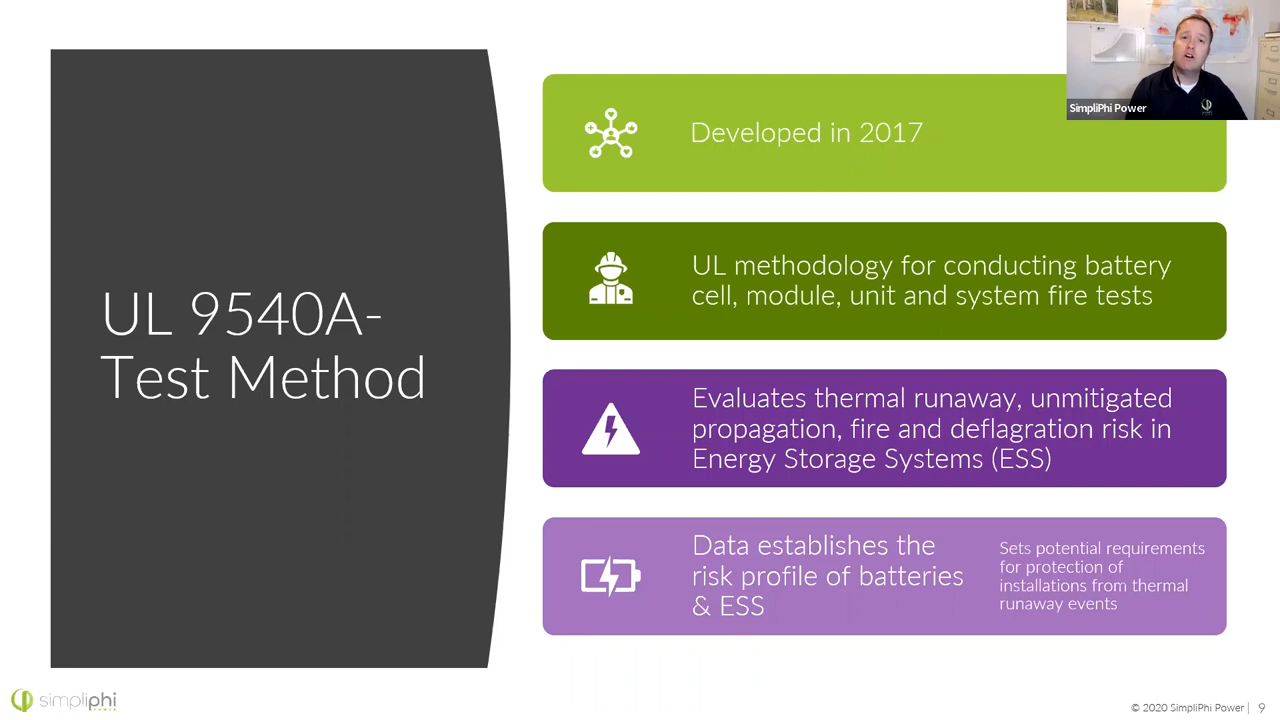 SimpliPhi Power
Developed in 2017
UL methodology for conducting battery
cell, module, unit and system fire tests
UL 9540A-
Test Method
Evaluates thermal runaway, unmitigated
propagation, fire and deflagration risk in
Energy Storage Systems (ESS)
Data establishes the
risk profile of batteries
& ESS
Sets potential requirements
for protection of
installations from thermal
runaway events
simpliphi
POWER
© 2020 SimpliPhi Power | 9